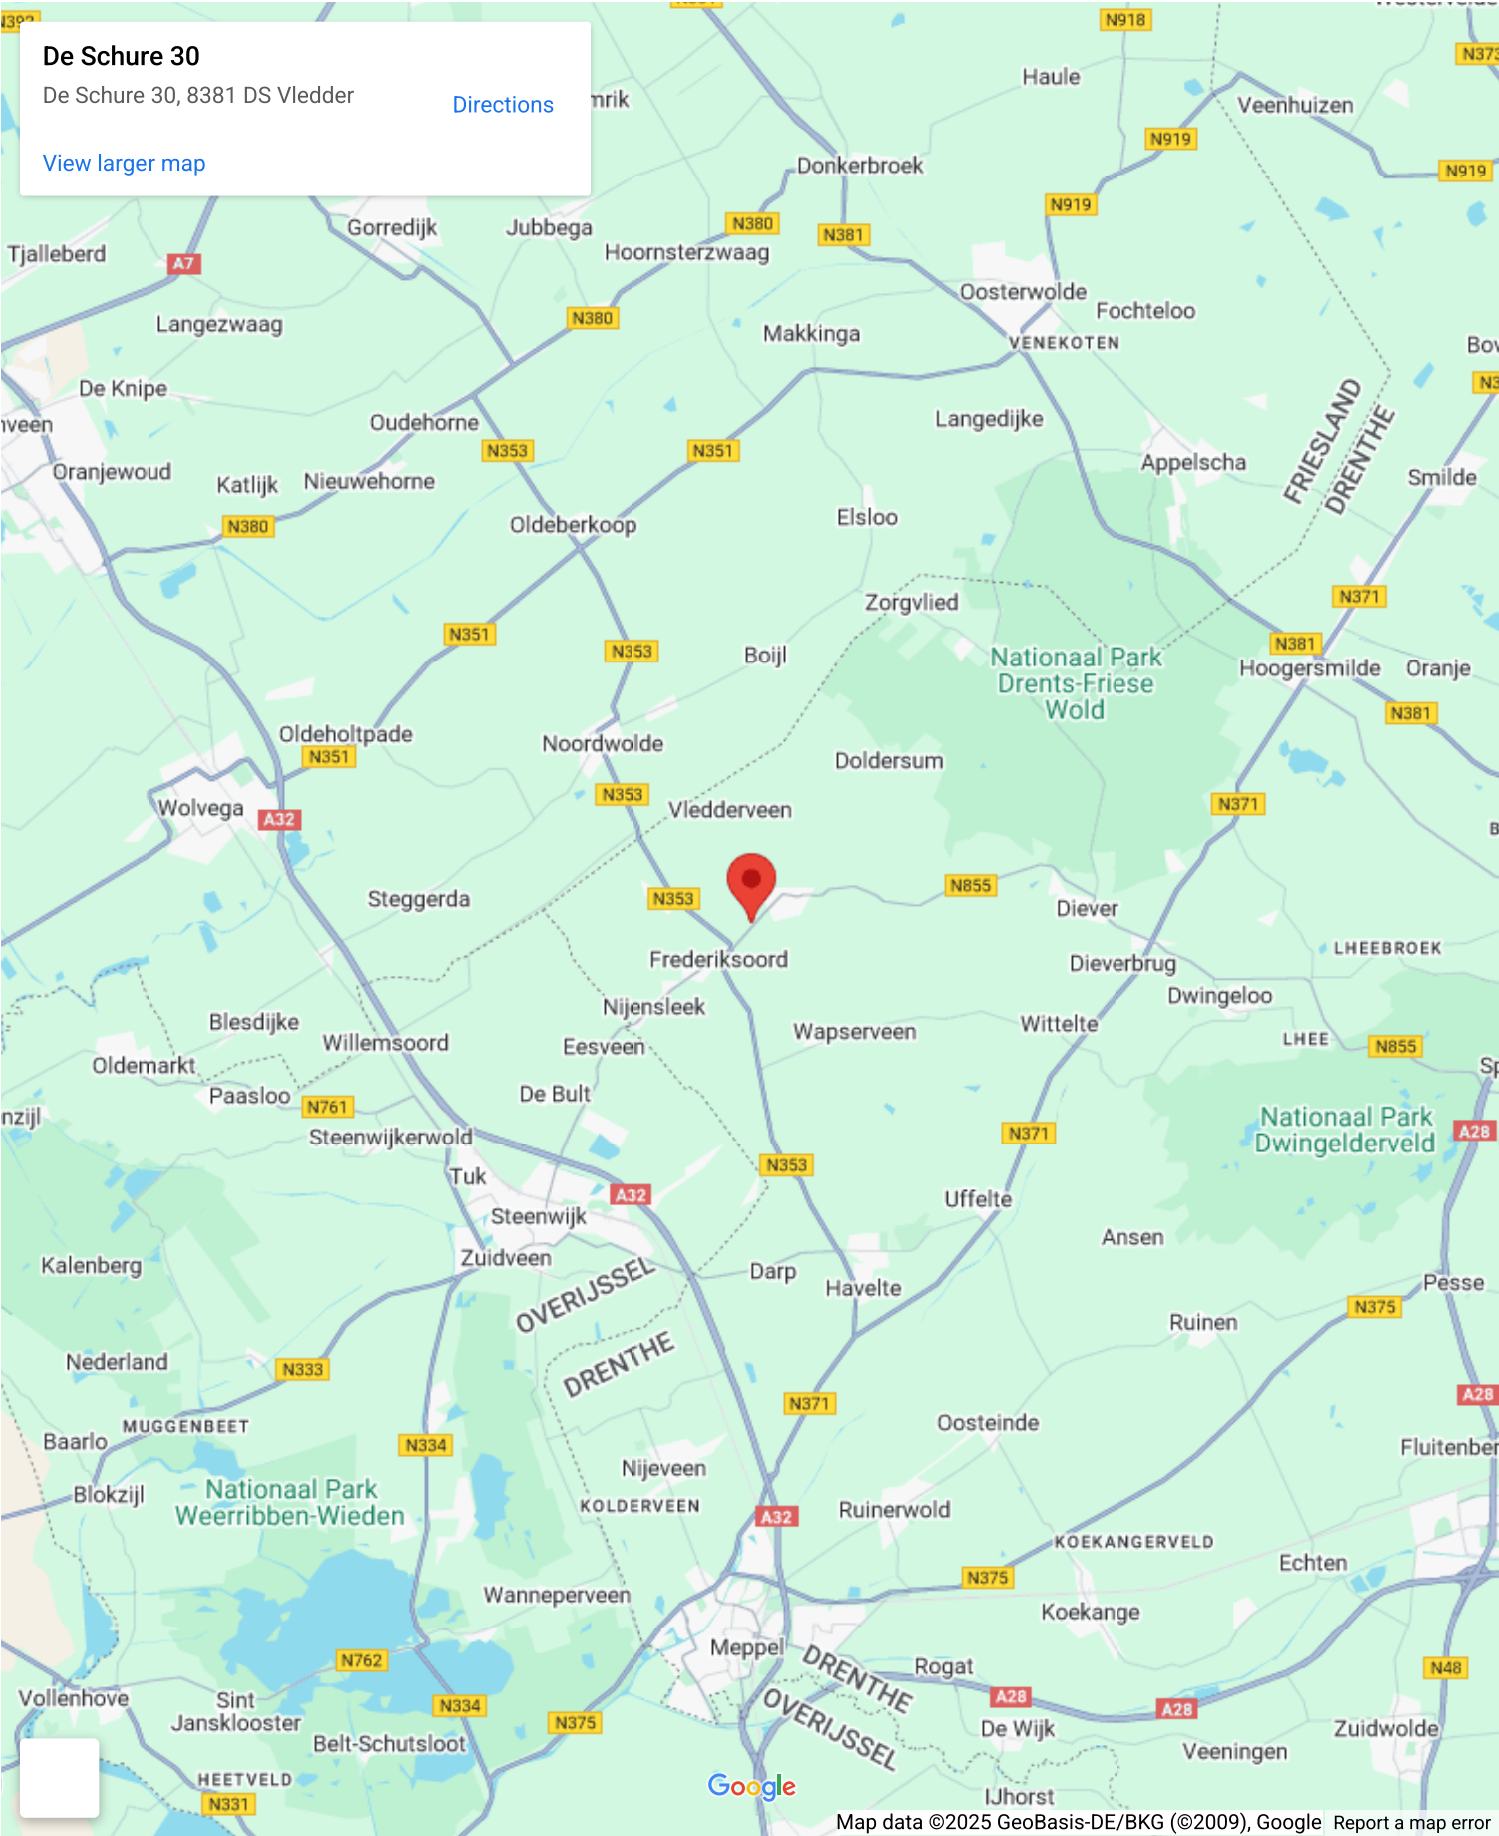 De Schure 30
De Schure 30, 8381 DS Vledder
Directions
View larger map
N918
Haule
N373
Veenhuizen
N919
N919
Donkerbroek
N919
N380
N381
Gorredijk
Jubbega
Hoornsterzwaag
Tjalleberd
A7
Oosterwolde
Fochteloo
N380
Langezwaag
Makkinga
VENEKOTEN
De Knipe
Oudehorne
Langedijke
N353
N351
FRIESLAND
DRENTHE
Oranjewoud
Katlijk
Nieuwehorne
Appelscha
Smilde
N380
Oldeberkoop
Elsloo
Zorgvlied
N371
N351
N353
Boijl
N381
Nationaal Park
Drents-Friese
Wold
Hoogersmilde
Oranje
N381
Oldeholtpade
N351
Noordwolde
Doldersum
N353
Vledderveen
N371
Wolvega
A32
Steggerda
N353
N855
Diever
Frederiksoord
Dieverbrug
LHEEBROEK
Dwingeloo
Nijensleek
Blesdijke
Willemsoord
Eesveen
Wapserveen
Wittelte
LHEE
N855
Oldemarkt
Paasloo
N761
De Bult
nzijl
Steenwijkerwold
N371
Nationaal Park
Dwingelderveld
A28
Tuk
N353
A32
Uffelte
Steenwijk
Ansen
Zuidveen
Kalenberg
OVERIJSSEL
DRENTHE
Darp
Havelte
Pesse
N375
Ruinen
Nederland
N333
A28
N371
MUGGENBEET
Baarlo
N334
Oosteinde
Fluitenber
Nijeveen
Blokzijl
Nationaal Park
Weerribben-Wieden
KOLDERVEEN
A32
Ruinerwold
KOEKANGERVELD
Echten
N375
Wanneperveen
Koekange
Meppel
N762
DRENTHE
OVERIJSSEL
Rogat
N48
Vollenhove
Sint
Jansklooster
N334
N375
A28
A28
De Wijk
Zuidwolde
Belt-Schutsloot
Veeningen
HEETVELD
N331
Google
IJhorst
Map data ©2025 GeoBasis-DE/BKG (©2009), Google
Report a map error